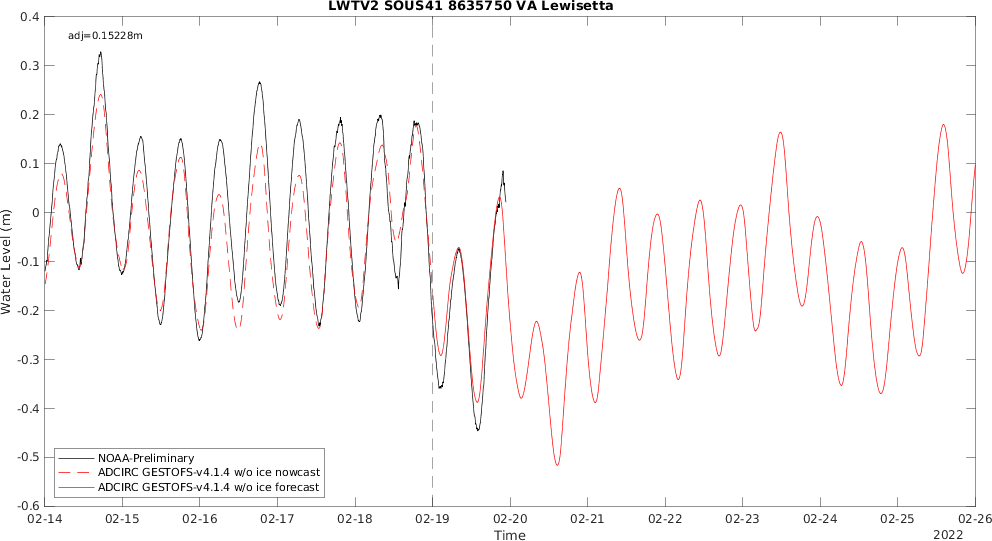 LWTV2 SOUS41 8635750 VA Lewisetta
adj=0.15228m
Water Level (m)
0.4
0.3
0.2
0.1
0
-0.1
-0.2
-0.3
-0.4
-0.5
-0.6
NOAA-Preliminary
ADCIRC GESTOFS-v4.1.4 w/o ice nowcast
ADCIRC GESTOFS-v4.1.4 w/o ice forecast
02-14 02-15 02-16 02-17 02-18 02-19 02-20 02-21 02-22 02-23 02-24 02-25 02-26
Time
2022